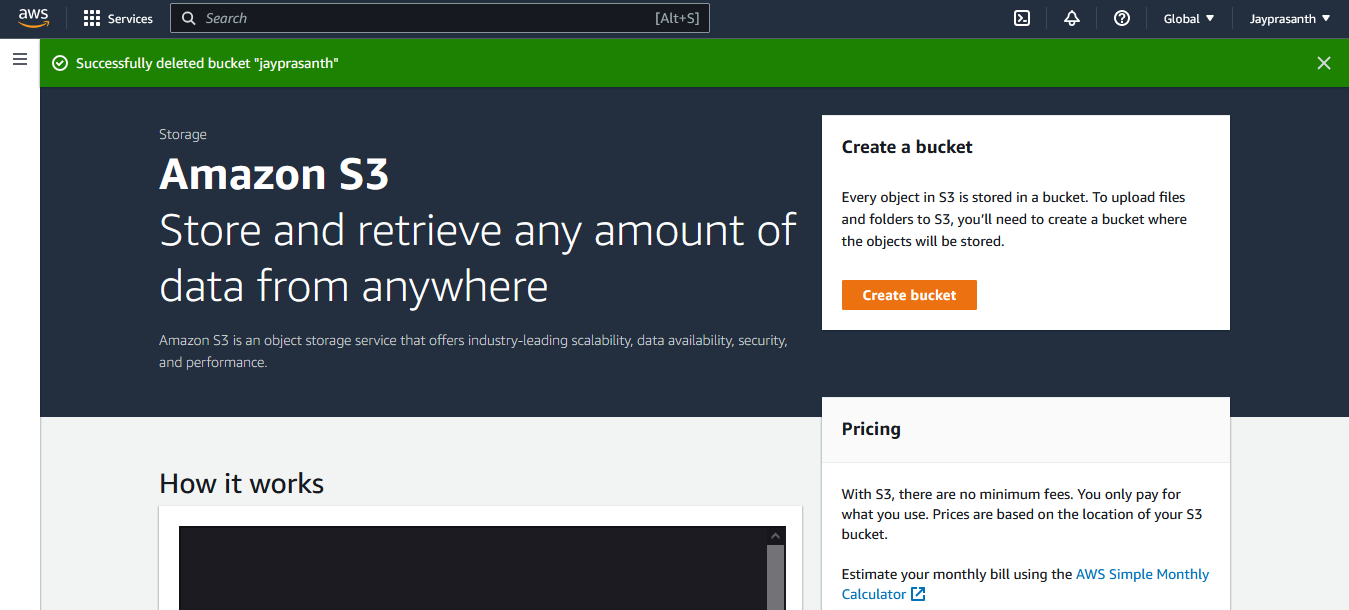 aws
Services
Search
[Alt+S]
Global
Jayprasanth
Successfully deleted bucket "jayprasanth"
Storage
Amazon S3
Store and retrieve any amount of
data from anywhere
Amazon S3 is an object storage service that offers industry-leading scalability, data availability, security,
and performance.
Create a bucket
Every object in S3 is stored in a bucket. To upload files
and folders to S3, you’ll need to create a bucket where
the objects will be stored.
Create bucket
How it works
Pricing
With S3, there are no minimum fees. You only pay for
what you use. Prices are based on the location of your S3
bucket.
Estimate your monthly bill using the AWS Simple Monthly
Calculator